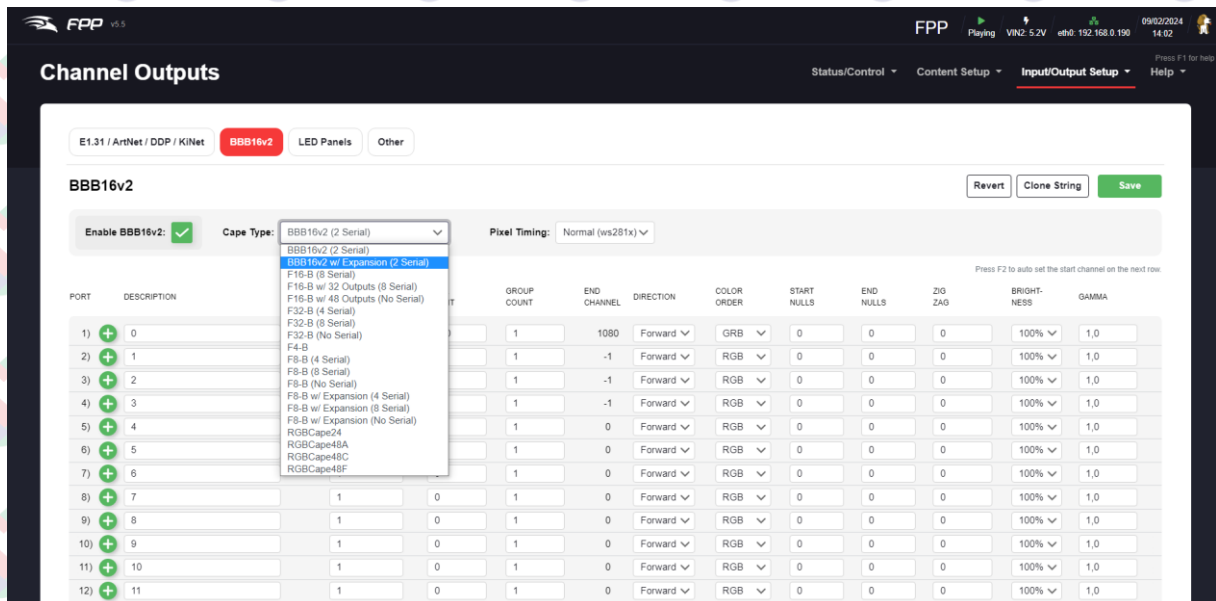 FPP v5.5
FPP Playing VIN2: 5.2V eth0: 192.168.0.190 09/02/2024 14:02
Press F1 for help
Channel Outputs
Status/Control Content Setup Input/Output Setup Help
E1.31 / ArtNet / DDP / KiNet BBB16v2 LED Panels Other
BBB16v2
Revert Clone String Save
Enable BBB16v2: Cape Type: BBB16v2 (2 Serial) Pixel Timing: Normal (ws281x)
BBB16v2 (2 Serial)
BBB16v2 w/ Expansion (2 Serial)
F16-B (8 Serial)
F16-B w/ 32 Outputs (8 Serial)
F16-B w/ 48 Outputs (No Serial)
F32-B (4 Serial)
F32-B (8 Serial)
F32-B (No Serial)
F4-B
F8-B (4 Serial)
F8-B (8 Serial)
F8-B (No Serial)
F8-B w/ Expansion (4 Serial)
F8-B w/ Expansion (8 Serial)
F8-B w/ Expansion (No Serial)
RGBCape24
RGBCape48A
RGBCape48C
RGBCape48F
Press F2 to auto set the start channel on the next row.
PORT DESCRIPTION GROUP COUNT END CHANNEL DIRECTION COLOR ORDER START NULLS END NULLS ZIG ZAG BRIGHT-NESS GAMMA
1) 0 1 1080 Forward GRB 0 0 0 100% 1,0
2) 1 1 -1 Forward RGB 0 0 0 100% 1,0
3) 2 1 -1 Forward RGB 0 0 0 100% 1,0
4) 3 1 -1 Forward RGB 0 0 0 100% 1,0
5) 4 1 0 Forward RGB 0 0 0 100% 1,0
6) 5 1 0 Forward RGB 0 0 0 100% 1,0
7) 6 1 0 Forward RGB 0 0 0 100% 1,0
8) 7 1 0 1 0 Forward RGB 0 0 0 100% 1,0
9) 8 1 0 1 0 Forward RGB 0 0 0 100% 1,0
10) 9 1 0 1 0 Forward RGB 0 0 0 100% 1,0
11) 10 1 0 1 0 Forward RGB 0 0 0 100% 1,0
12) 11 1 0 1 0 Forward RGB 0 0 0 100% 1,0